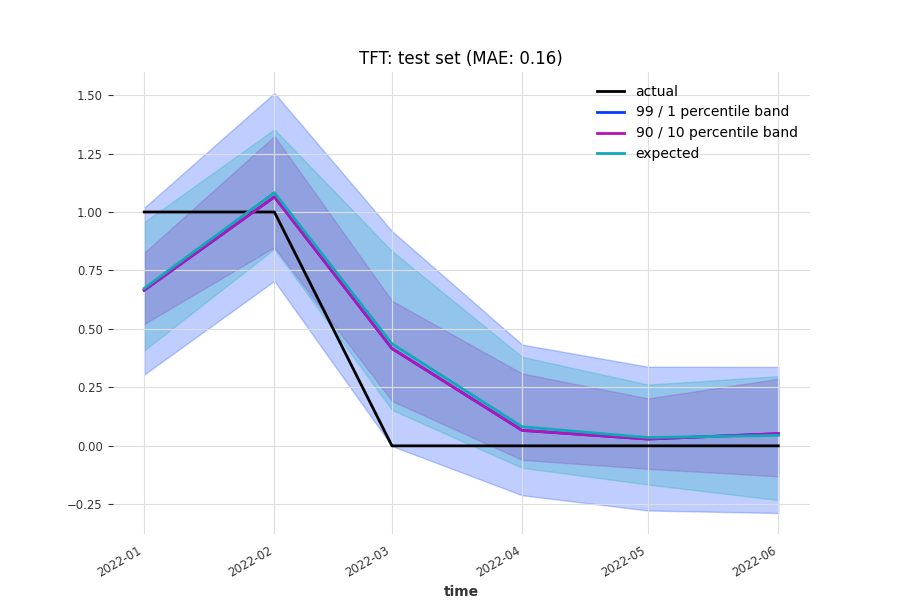 TFT: test set (MAE: 0.16)
actual
99 / 1 percentile band
90 / 10 percentile band
expected
1.50
1.25
1.00
0.75
0.50
0.25
0.00
−0.25
2022-01
2022-02
2022-03
2022-04
2022-05
2022-06
time